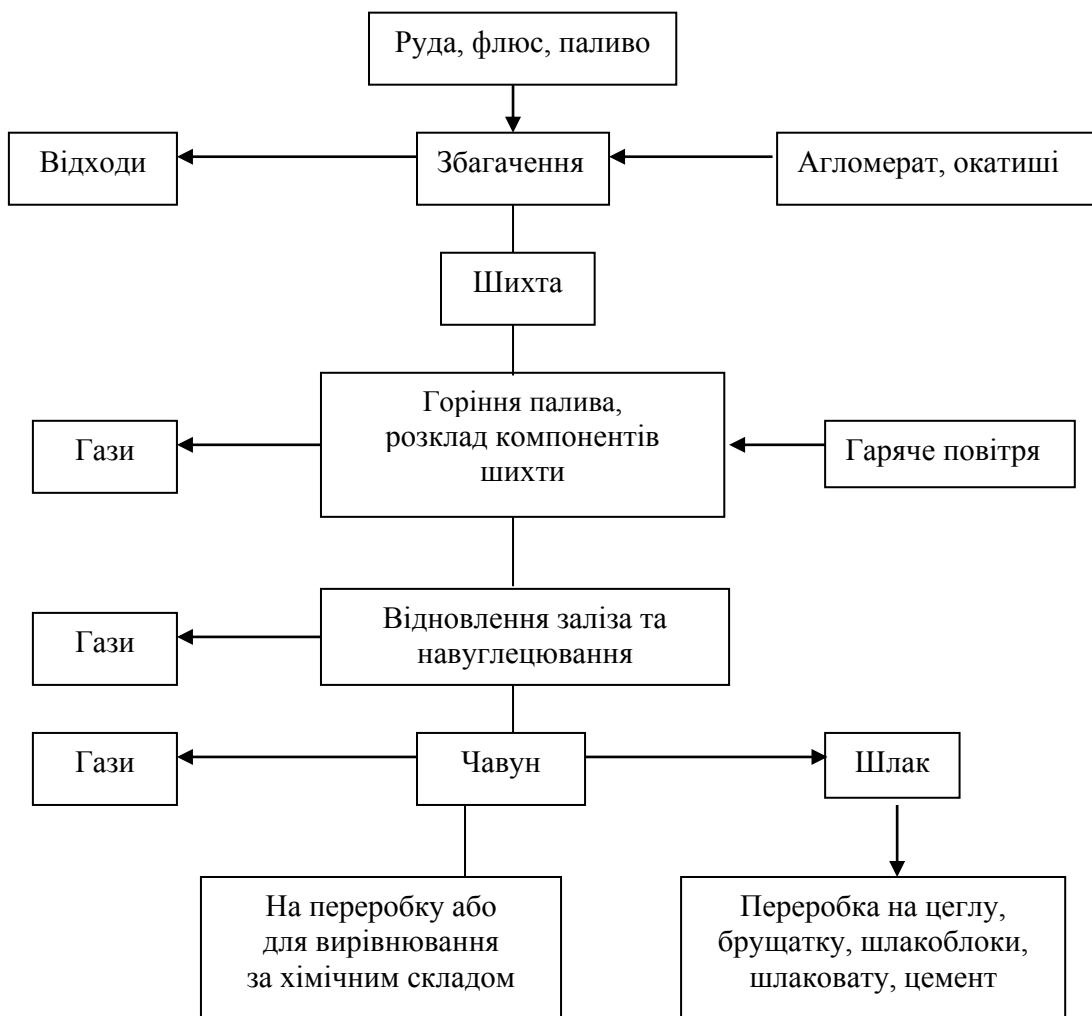 Руда, флюс, паливо
Відходи
Збагачення
Агломерат, окатиші
Шихта
Гази
Горіння палива,
розклад компонентів
шихти
Гаряче повітря
Гази
Відновлення заліза та
навуглецювання
Гази
Чавун
Шлак
На переробку або
для вирівнювання
за хімічним складом
Переробка на цеглу,
брущатку, шлакоблоки,
шлаковату, цемент